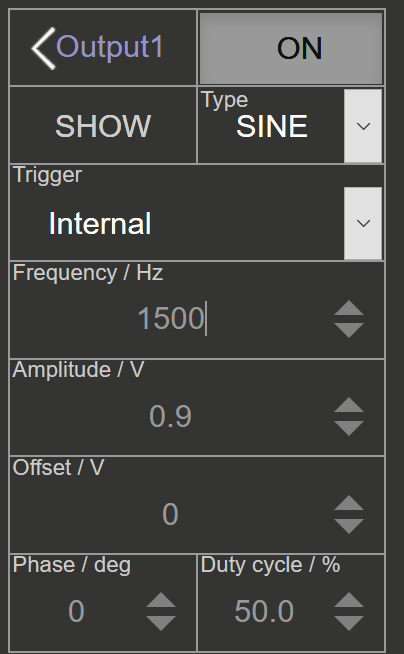 Output1
ON
SHOW
Type
SINE
Trigger
Internal
Frequency / Hz
1500
Amplitude / V
0.9
Offset / V
0
Phase / deg
0
Duty cycle / %
50.0